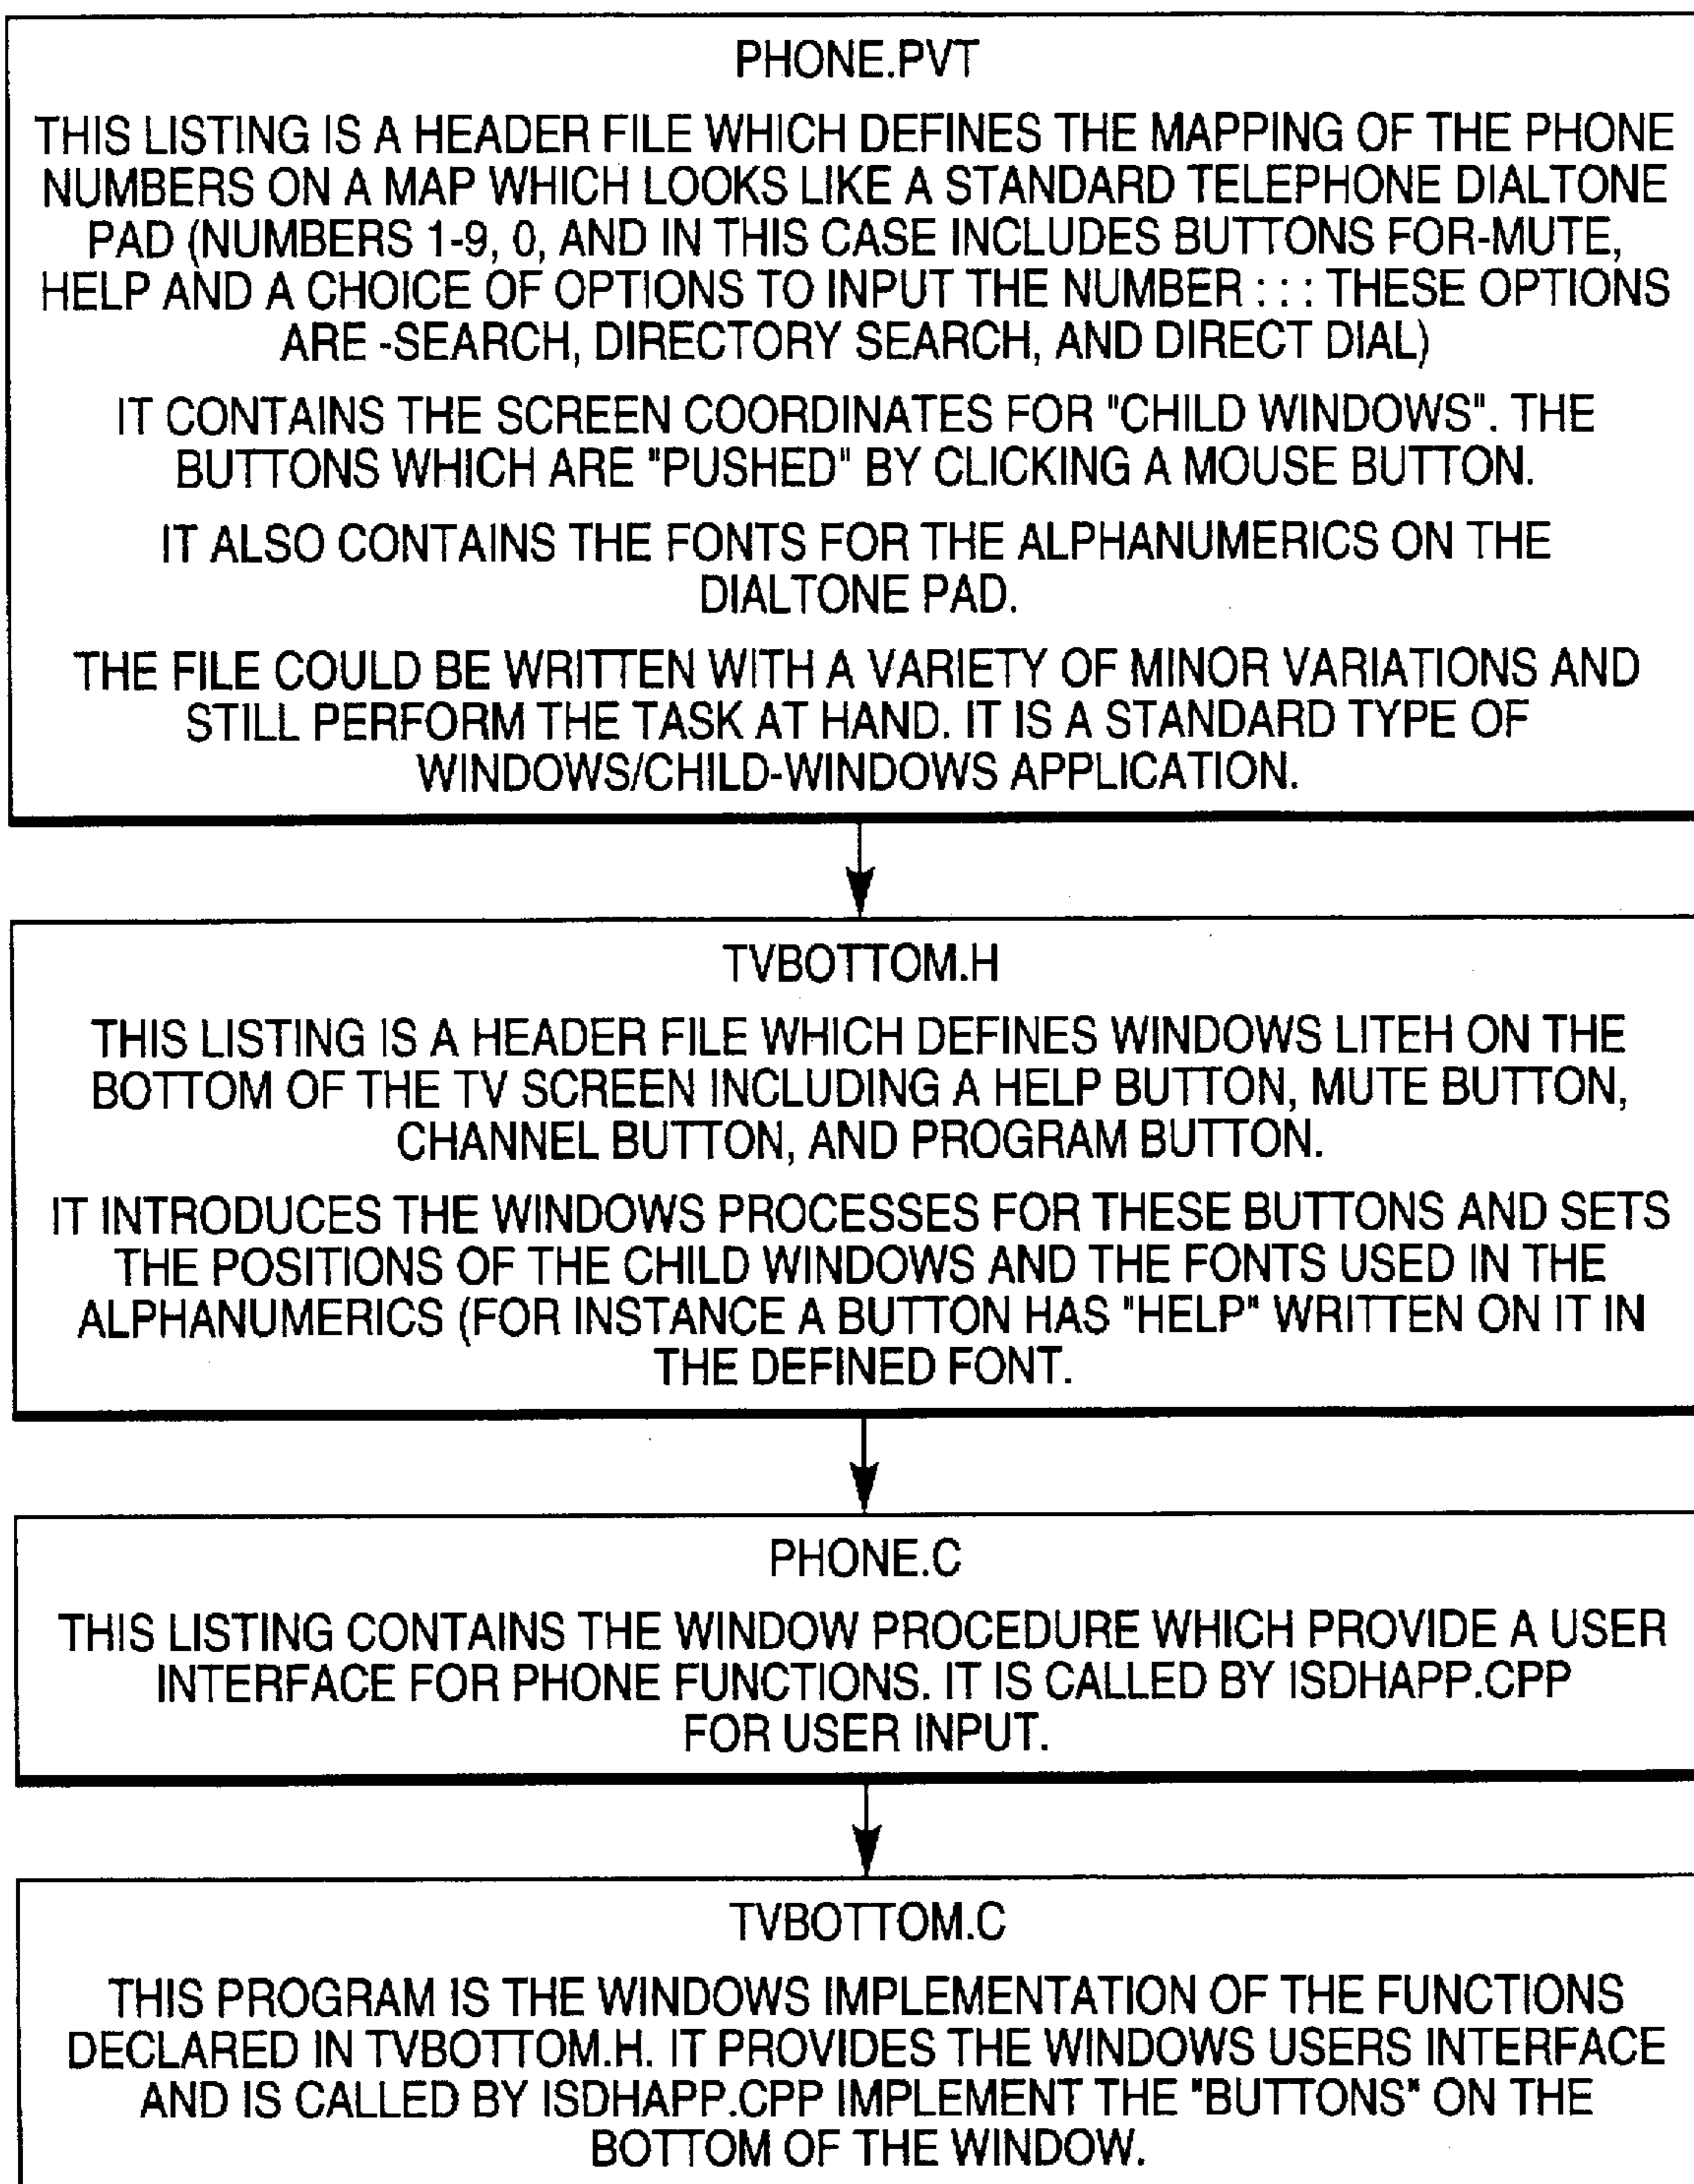 PHONE.PVT
THIS LISTING IS A HEADER FILE WHICH DEFINES THE MAPPING OF THE PHONE
NUMBERS ON A MAP WHICH LOOKS LIKE A STANDARD TELEPHONE DIALTONE
PAD (NUMBERS 1-9, 0, AND IN THIS CASE INCLUDES BUTTONS FOR-MUTE,
HELP AND A CHOICE OF OPTIONS TO INPUT THE NUMBER : : : THESE OPTIONS
ARE -SEARCH, DIRECTORY SEARCH, AND DIRECT DIAL)
IT CONTAINS THE SCREEN COORDINATES FOR "CHILD WINDOWS". THE
BUTTONS WHICH ARE "PUSHED" BY CLICKING A MOUSE BUTTON.
IT ALSO CONTAINS THE FONTS FOR THE ALPHANUMERICS ON THE
DIALTONE PAD.
THE FILE COULD BE WRITTEN WITH A VARIETY OF MINOR VARIATIONS AND
STILL PERFORM THE TASK AT HAND. IT IS A STANDARD TYPE OF
WINDOWS/CHILD-WINDOWS APPLICATION.
TVBOTTOM.H
THIS LISTING IS A HEADER FILE WHICH DEFINES WINDOWS LITEH ON THE
BOTTOM OF THE TV SCREEN INCLUDING A HELP BUTTON, MUTE BUTTON,
CHANNEL BUTTON, AND PROGRAM BUTTON.
IT INTRODUCES THE WINDOWS PROCESSES FOR THESE BUTTONS AND SETS
THE POSITIONS OF THE CHILD WINDOWS AND THE FONTS USED IN THE
ALPHANUMERICS (FOR INSTANCE A BUTTON HAS "HELP" WRITTEN ON IT IN
THE DEFINED FONT.
PHONE.C
THIS LISTING CONTAINS THE WINDOW PROCEDURE WHICH PROVIDE A USER
INTERFACE FOR PHONE FUNCTIONS. IT IS CALLED BY ISDHAPP.CPP
FOR USER INPUT.
TVBOTTOM.C
THIS PROGRAM IS THE WINDOWS IMPLEMENTATION OF THE FUNCTIONS
DECLARED IN TVBOTTOM.H. IT PROVIDES THE WINDOWS USERS INTERFACE
AND IS CALLED BY ISDHAPP.CPP IMPLEMENT THE "BUTTONS" ON THE
BOTTOM OF THE WINDOW.